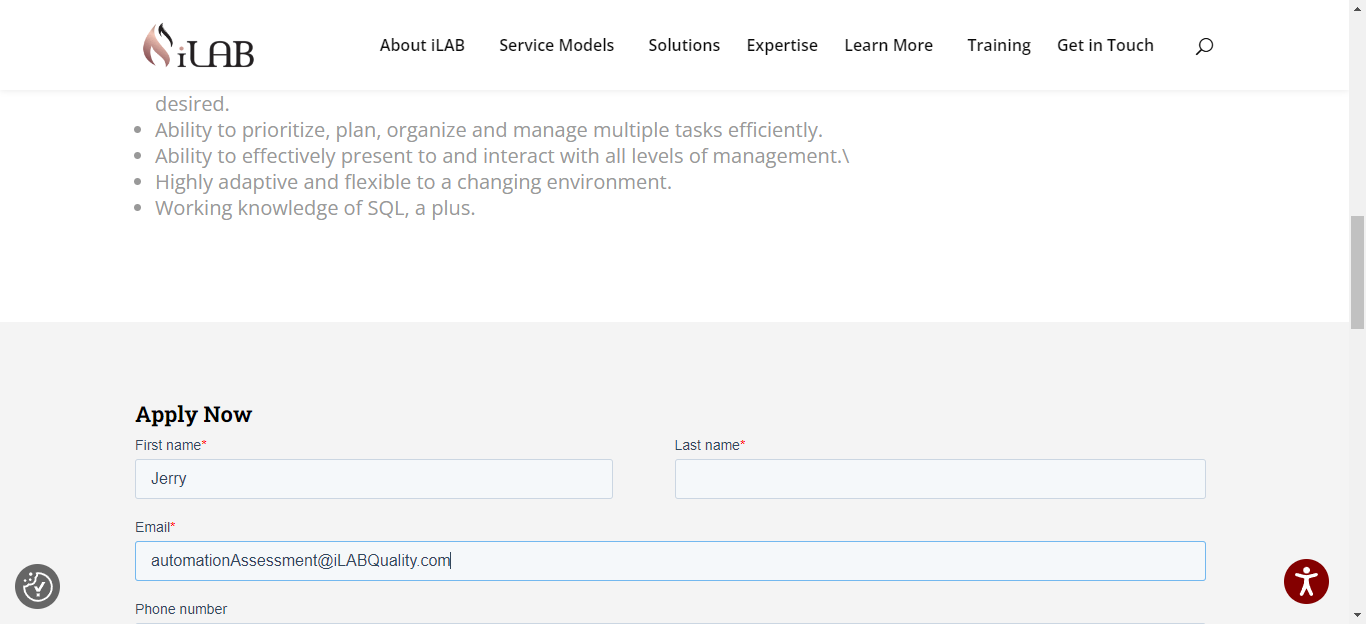 iLAB
About iLAB Service Models Solutions Expertise Learn More Training Get in Touch
desired.
Ability to prioritize, plan, organize and manage multiple tasks efficiently.
Ability to effectively present to and interact with all levels of management.\
Highly adaptive and flexible to a changing environment.
Working knowledge of SQL, a plus.
Apply Now
First name* Last name*
Jerry
Email*
automationAssessment@iLABQuality.com
Phone number